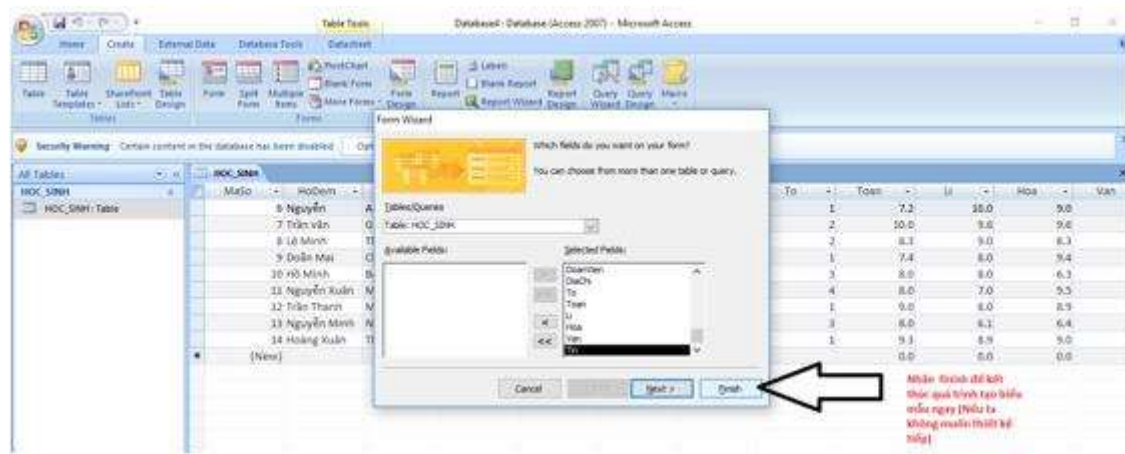 Table Tools
Database4 : Database (Access 2007) - Microsoft Access
Home Create External Data Database Tools Datasheet
PivotChart
Labels
Blank Form
Blank Report
More Forms
Report Wizard
Table Table Templates SharePoint Lists Table Design
Form Split Form Multiple Items
Form Design
Report
Report Design
Query Wizard Query Design Macro
Tables
Forms
Security Warning Certain content in the database has been disabled
All Tables
HOC_SINH
HOC_SINH : Table
HOC_SINH
MaSo HoDem To Toan Li Hoa Van
6 Nguyễn 1 7.2 10.0 9.0
7 Trần văn 2 10.0
8 Lê Minh 2 8.3 9.0 8.3
9 Doãn Mai 1 7.4 8.0 9.4
10 Hồ Minh 3 8.0 8.0 6.3
11 Nguyễn Xuân 4 8.0 7.0 9.5
12 Trần Thanh 1 9.0 8.9
13 Nguyễn Minh 3 8.0 6.4
14 Hoàng Xuân 1 9.3 8.9 9.0
(New) 0.0 0.0 0.0
Form Wizard
Which fields do you want on your form?
You can choose from more than one table or query.
Tables/Queries
Table: HOC_SINH
Available Fields:
Selected Fields:
DoanVien
DiaChi
To
Toan
Li
Hoa
Van
Tin
<
<<
Cancel
Next >
Finish
Nhấn finish để kết
thúc quá trình tạo biểu
mẫu ngay (Nếu ta
không muốn thiết kế
tiếp)